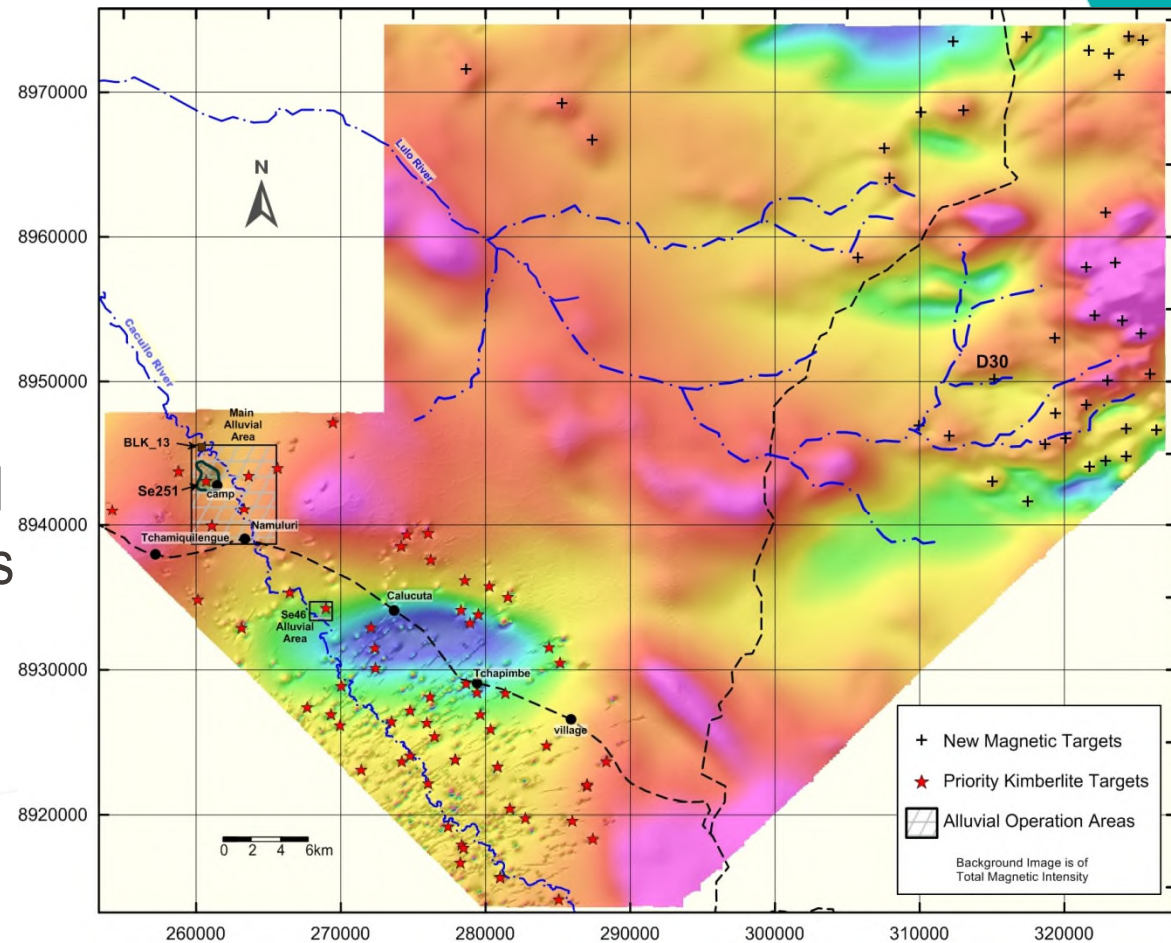 8970000
8960000
8950000
8940000
8930000
8920000
N
Lulo River
Cacuilo River
D30
Main
Alluvial
Area
BLK_13
Se251
camp
Namuluri
Tchamiquilengue
Calucuta
Se46
Alluvial
Area
Tchapimbe
village
0 2 4 6km
New Magnetic Targets
Priority Kimberlite Targets
Alluvial Operation Areas
Background Image is of
Total Magnetic Intensity
260000 270000 280000 290000 300000 310000 320000